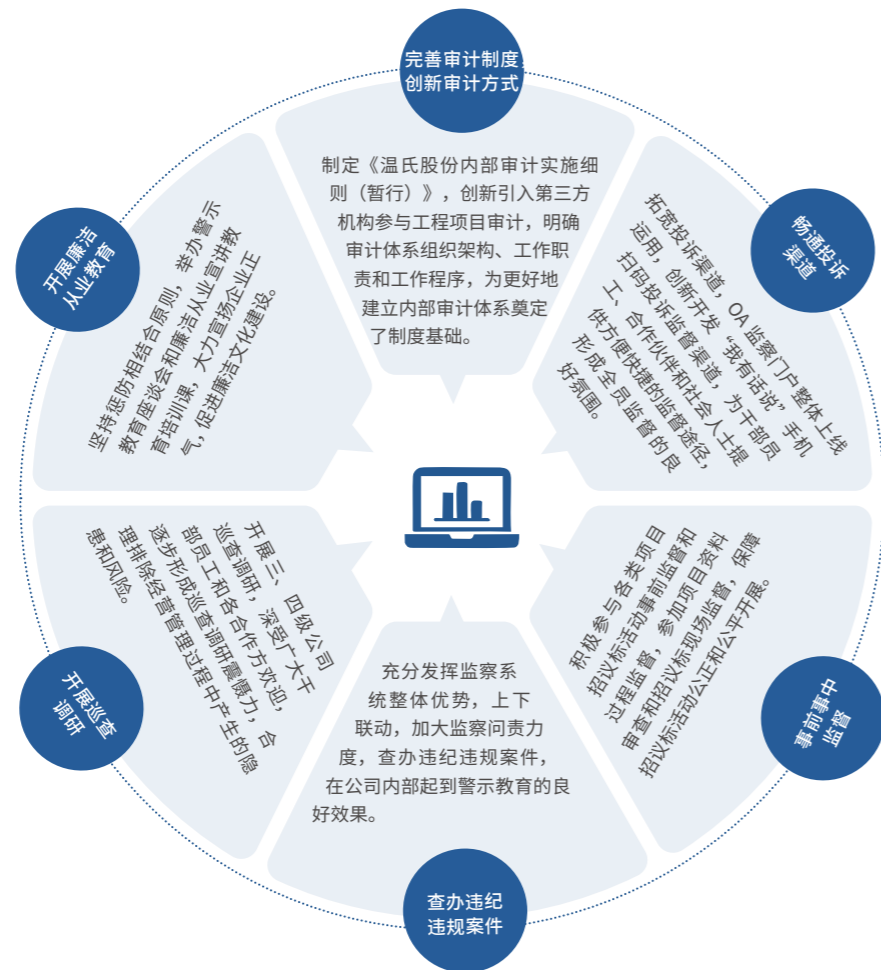 完善审计制度，
创新审计方式
制定《温氏股份内部审计实施细
则（暂行）》，创新引入第三方
机构参与工程项目审计，明确
审计体系组织架构、工作职
责和工作程序，为更好地
建立内部审计体系奠定
了制度基础。
畅通投诉
渠道
拓宽投诉渠道，OA 监察门户整体上线
运用，创新开发“我有话说”手机
扫码投诉监督渠道，为干部员
工、合作伙伴和社会人士提
供方便快捷的监督途径，
形成全员监督的良
好氛围。
事前事中
监督
积极参与各类项目
招议标活动事前监督和
过程监督，参加项目资料
审查和招议标现场监督，保障
招议标活动公正和公平开展。
查办违纪
违规案件
充分发挥监察系
统整体优势，上下
联动，加大监察问责力
度，查办违纪违规案件，
在公司内部起到警示教育的良
好效果。
开展巡查
调研
开展三、四级公司
巡查调研，深受广大干
部员工和各合作方欢迎，
逐步形成巡查调研震慑力，合
理排除经营管理过程中产生的隐
患和风险。
开展廉洁
从业教育
坚持惩防相结合原则，举办警示
教育座谈会和廉洁从业宣讲教
育培训课，大力宣扬企业正
气，促进廉洁文化建设。